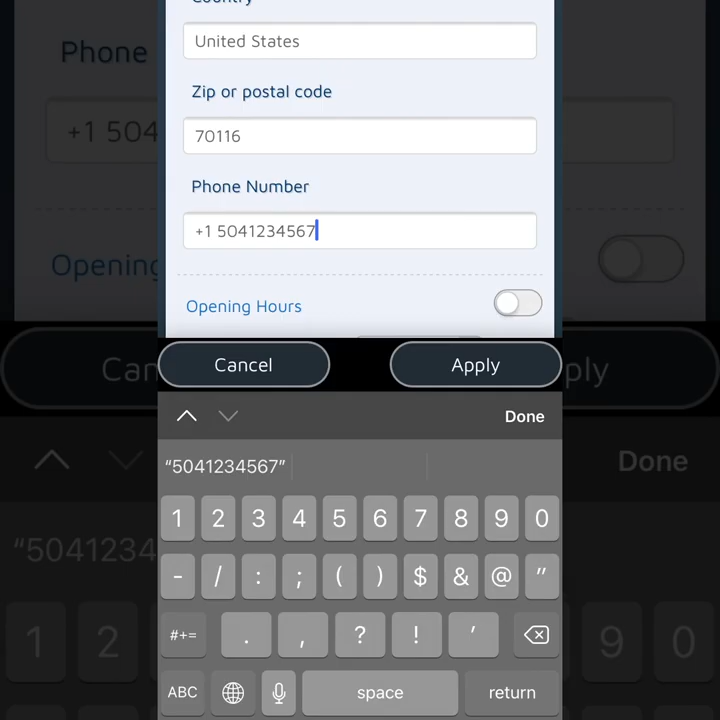 Country
United States
Zip or postal code
70116
Phone Number
+1 5041234567
Opening Hours
Cancel Apply
Done
“5041234567”
1 2 3 4 5 6 7 8 9 0
- / : ; ( ) $ & @ "
#+= . , ? ! '
ABC space return
Phone
+1 504
Opening
Can ply
Done
“5041234
1 2 9 0